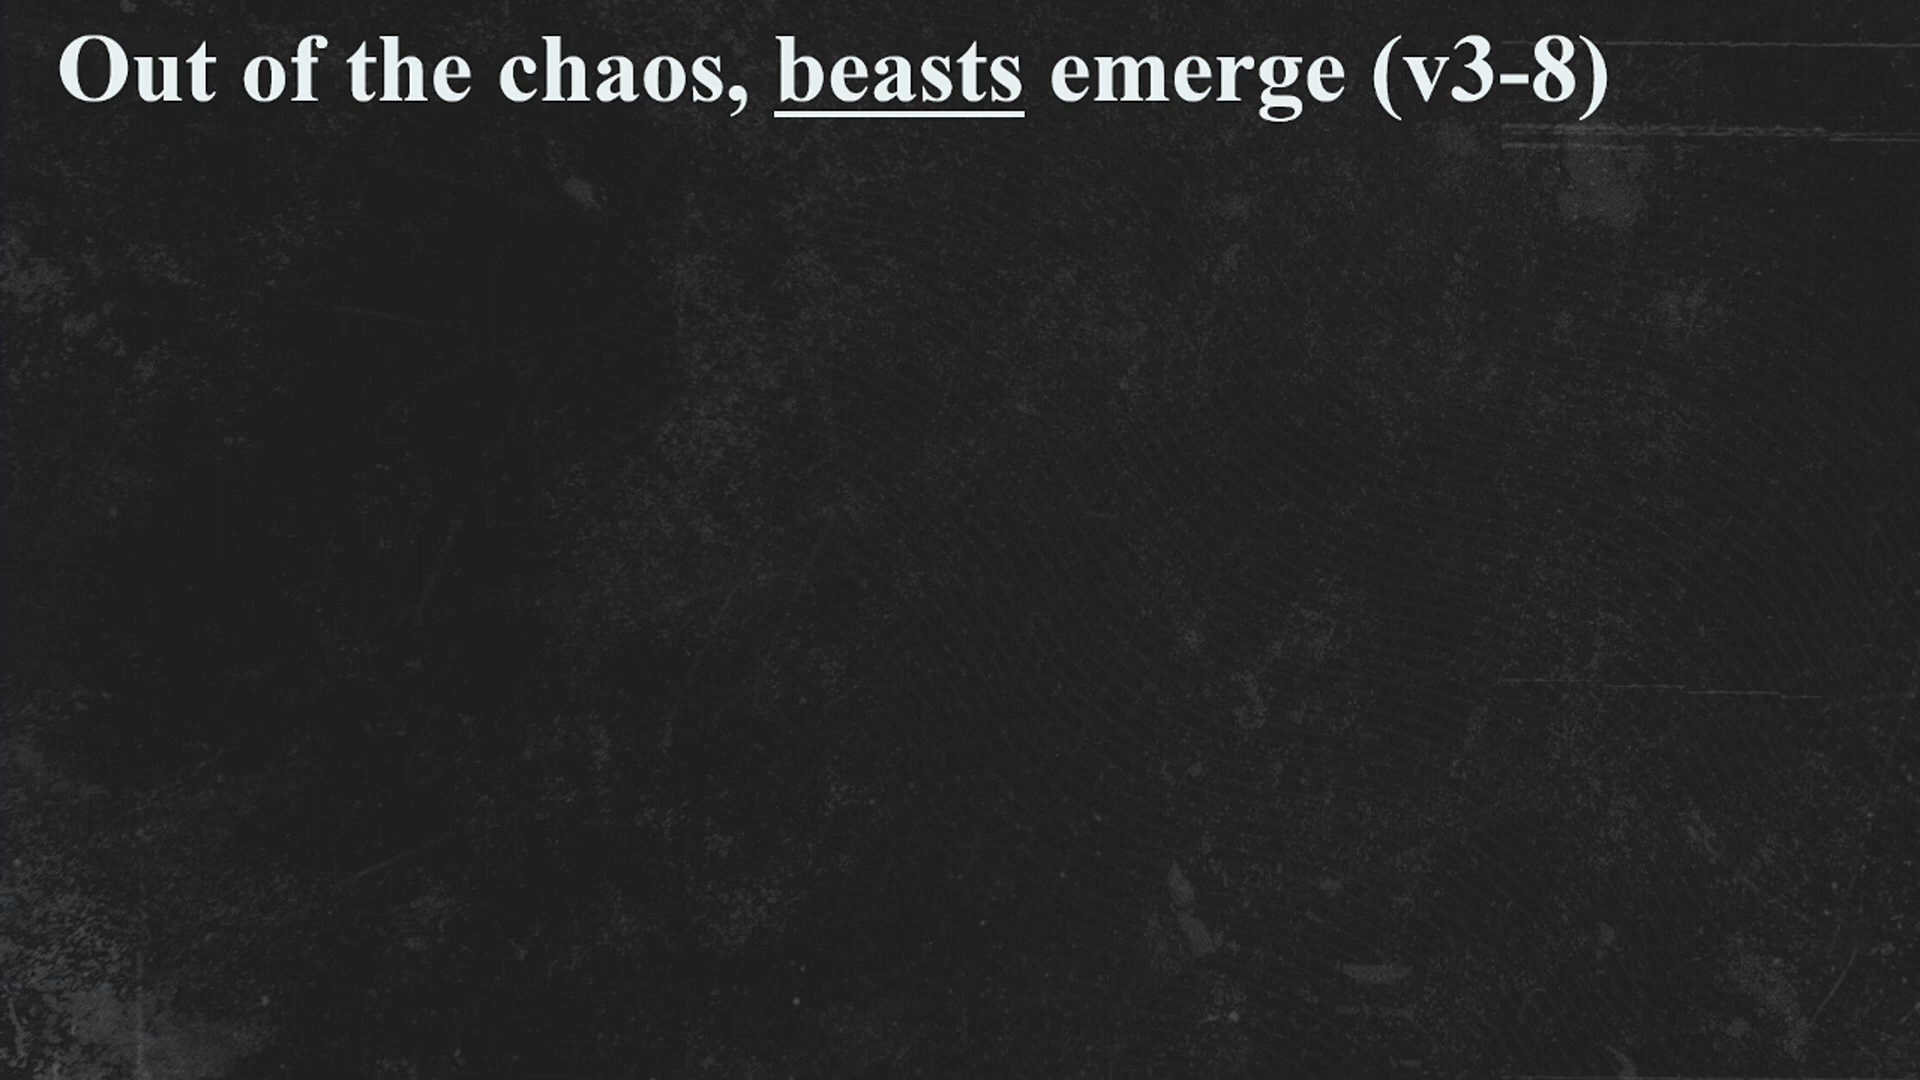 Out of the chaos, beasts emerge (v3-8)